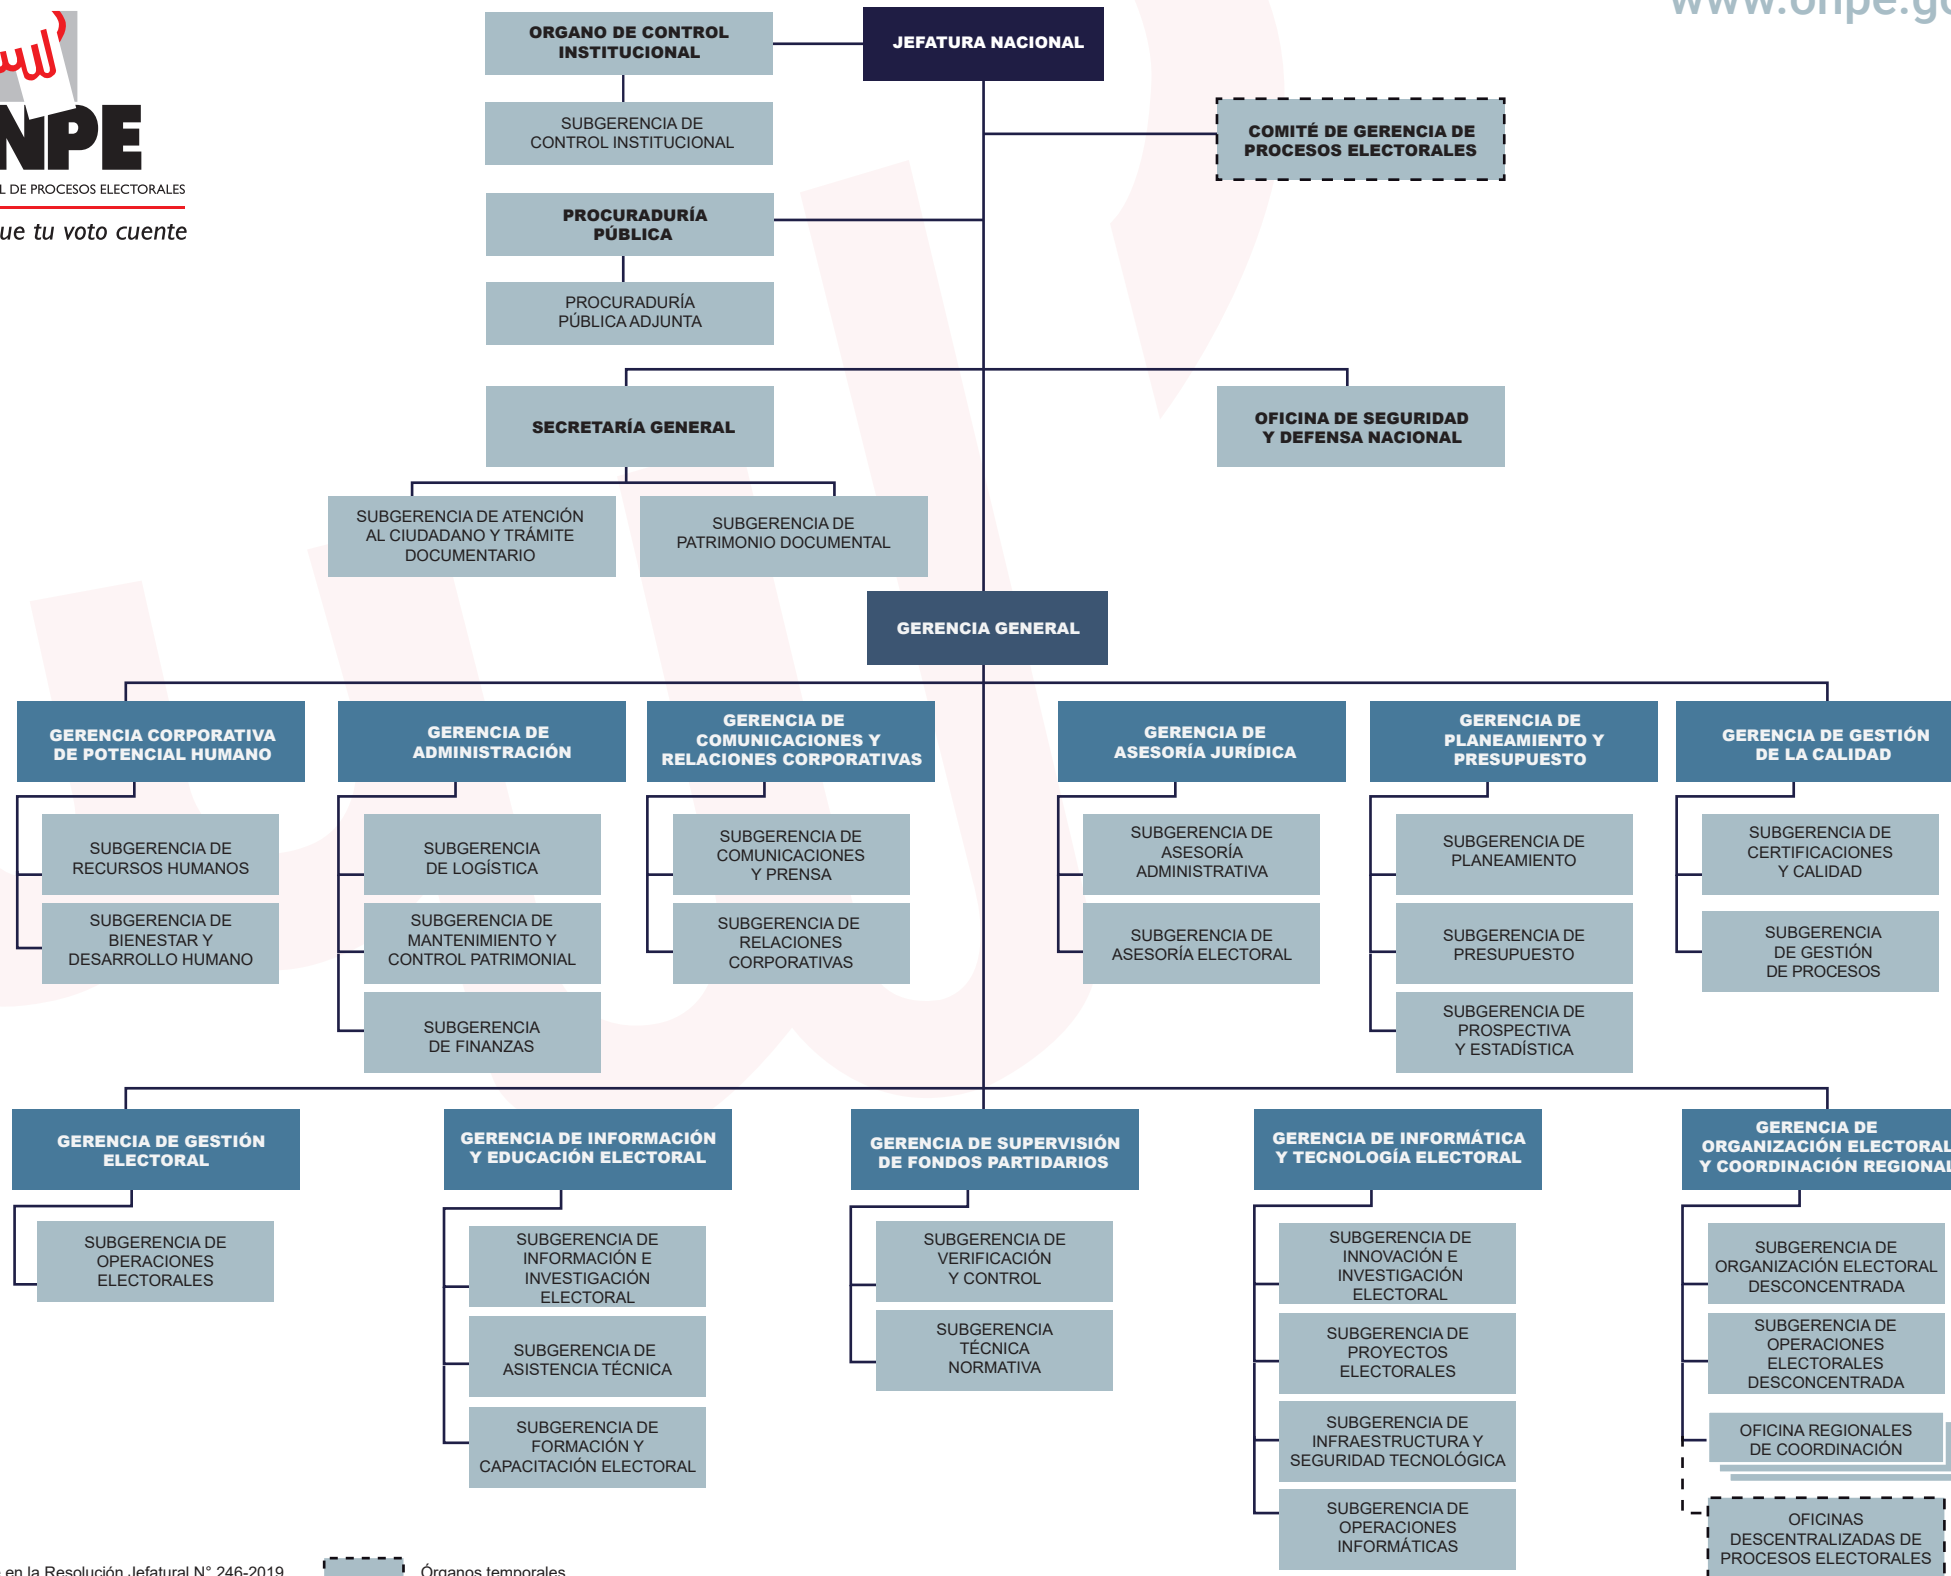 www.onpe.go
ORGANO DE CONTROL
INSTITUCIONAL
JEFATURA NACIONAL
SUBGERENCIA DE
CONTROL INSTITUCIONAL
COMITÉ DE GERENCIA DE
PROCESOS ELECTORALES
NPE
L DE PROCESOS ELECTORALES
ue tu voto cuente
PROCURADURÍA
PÚBLICA
PROCURADURÍA
PÚBLICA ADJUNTA
SECRETARÍA GENERAL
OFICINA DE SEGURIDAD
Y DEFENSA NACIONAL
SUBGERENCIA DE ATENCIÓN
AL CIUDADANO Y TRÁMITE
DOCUMENTARIO
SUBGERENCIA DE
PATRIMONIO DOCUMENTAL
GERENCIA GENERAL
GERENCIA CORPORATIVA
DE POTENCIAL HUMANO
GERENCIA DE
ADMINISTRACIÓN
GERENCIA DE
COMUNICACIONES Y
RELACIONES CORPORATIVAS
GERENCIA DE
ASESORÍA JURÍDICA
GERENCIA DE
PLANEAMIENTO Y
PRESUPUESTO
GERENCIA DE GESTIÓN
DE LA CALIDAD
SUBGERENCIA DE
RECURSOS HUMANOS
SUBGERENCIA DE
BIENESTAR Y
DESARROLLO HUMANO
SUBGERENCIA
DE LOGÍSTICA
SUBGERENCIA DE
MANTENIMIENTO Y
CONTROL PATRIMONIAL
SUBGERENCIA
DE FINANZAS
SUBGERENCIA DE
COMUNICACIONES
Y PRENSA
SUBGERENCIA DE
RELACIONES
CORPORATIVAS
SUBGERENCIA DE
ASESORÍA
ADMINISTRATIVA
SUBGERENCIA DE
ASESORÍA ELECTORAL
SUBGERENCIA DE
PLANEAMIENTO
SUBGERENCIA DE
PRESUPUESTO
SUBGERENCIA DE
PROSPECTIVA
Y ESTADÍSTICA
SUBGERENCIA DE
CERTIFICACIONES
Y CALIDAD
SUBGERENCIA
DE GESTIÓN
DE PROCESOS
GERENCIA DE GESTIÓN
ELECTORAL
GERENCIA DE INFORMACIÓN
Y EDUCACIÓN ELECTORAL
GERENCIA DE SUPERVISIÓN
DE FONDOS PARTIDARIOS
GERENCIA DE INFORMÁTICA
Y TECNOLOGÍA ELECTORAL
GERENCIA DE
ORGANIZACIÓN ELECTORAL
Y COORDINACIÓN REGIONAL
SUBGERENCIA DE
OPERACIONES
ELECTORALES
SUBGERENCIA DE
INFORMACIÓN E
INVESTIGACIÓN
ELECTORAL
SUBGERENCIA DE
ASISTENCIA TÉCNICA
SUBGERENCIA DE
FORMACIÓN Y
CAPACITACIÓN ELECTORAL
SUBGERENCIA DE
VERIFICACIÓN
Y CONTROL
SUBGERENCIA
TÉCNICA
NORMATIVA
SUBGERENCIA DE
INNOVACIÓN E
INVESTIGACIÓN
ELECTORAL
SUBGERENCIA DE
PROYECTOS
ELECTORALES
SUBGERENCIA DE
INFRAESTRUCTURA Y
SEGURIDAD TECNOLÓGICA
SUBGERENCIA DE
OPERACIONES
INFORMÁTICAS
SUBGERENCIA DE
ORGANIZACIÓN ELECTORAL
DESCONCENTRADA
SUBGERENCIA DE
OPERACIONES
ELECTORALES
DESCONCENTRADA
OFICINA REGIONALES
DE COORDINACIÓN
OFICINAS
DESCENTRALIZADAS DE
PROCESOS ELECTORALES
en la Resolución Jefatural N° 246-2019
Órganos temporales